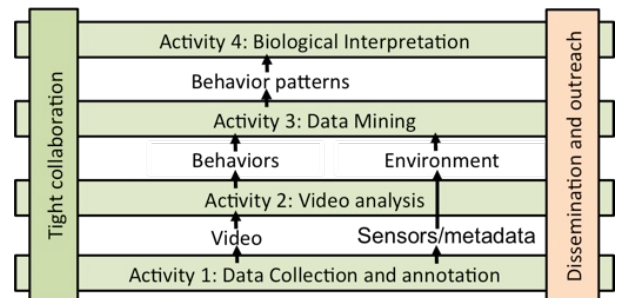 Activity 4: Biological Interpretation
Behavior patterns
Activity 3: Data Mining
Behaviors
Environment
Activity 2: Video analysis
Video
Sensors/metadata
Activity 1: Data Collection and annotation
Tight collaboration
Dissemination and outreach